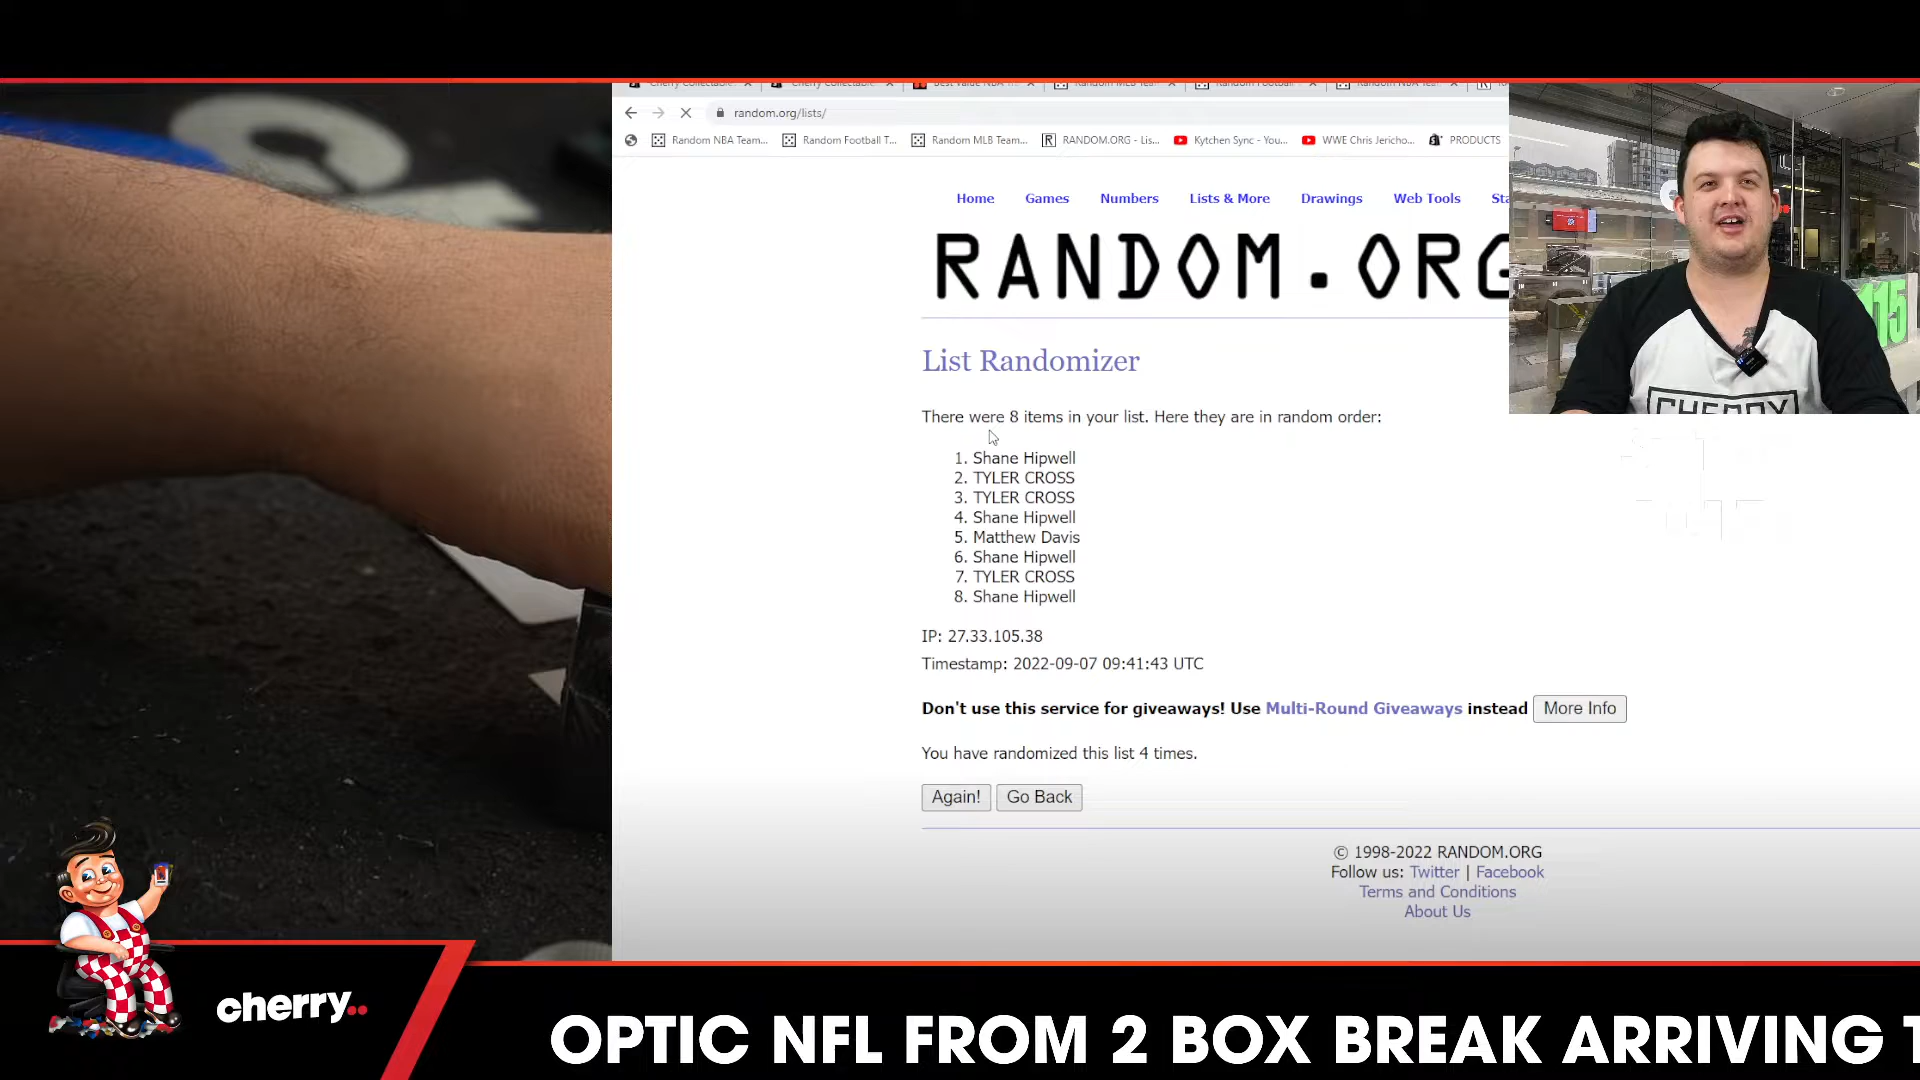 random.org/lists/
Random NBA Team... Random Football T... Random MLB Team... RANDOM.ORG - Lis... Kytchen Sync - You... WWE Chris Jericho... PRODUCTS
Home Games Numbers Lists & More Drawings Web Tools
RANDOM.ORG
List Randomizer
There were 8 items in your list. Here they are in random order:
1. Shane Hipwell
2. TYLER CROSS
3. TYLER CROSS
4. Shane Hipwell
5. Matthew Davis
6. Shane Hipwell
7. TYLER CROSS
8. Shane Hipwell
IP: 27.33.105.38
Timestamp: 2022-09-07 09:41:43 UTC
Don't use this service for giveaways! Use Multi-Round Giveaways instead More Info
You have randomized this list 4 times.
Again! Go Back
© 1998-2022 RANDOM.ORG
Follow us: Twitter | Facebook
Terms and Conditions
About Us
CHERRY
115
cherry..
OPTIC NFL FROM 2 BOX BREAK ARRIVING